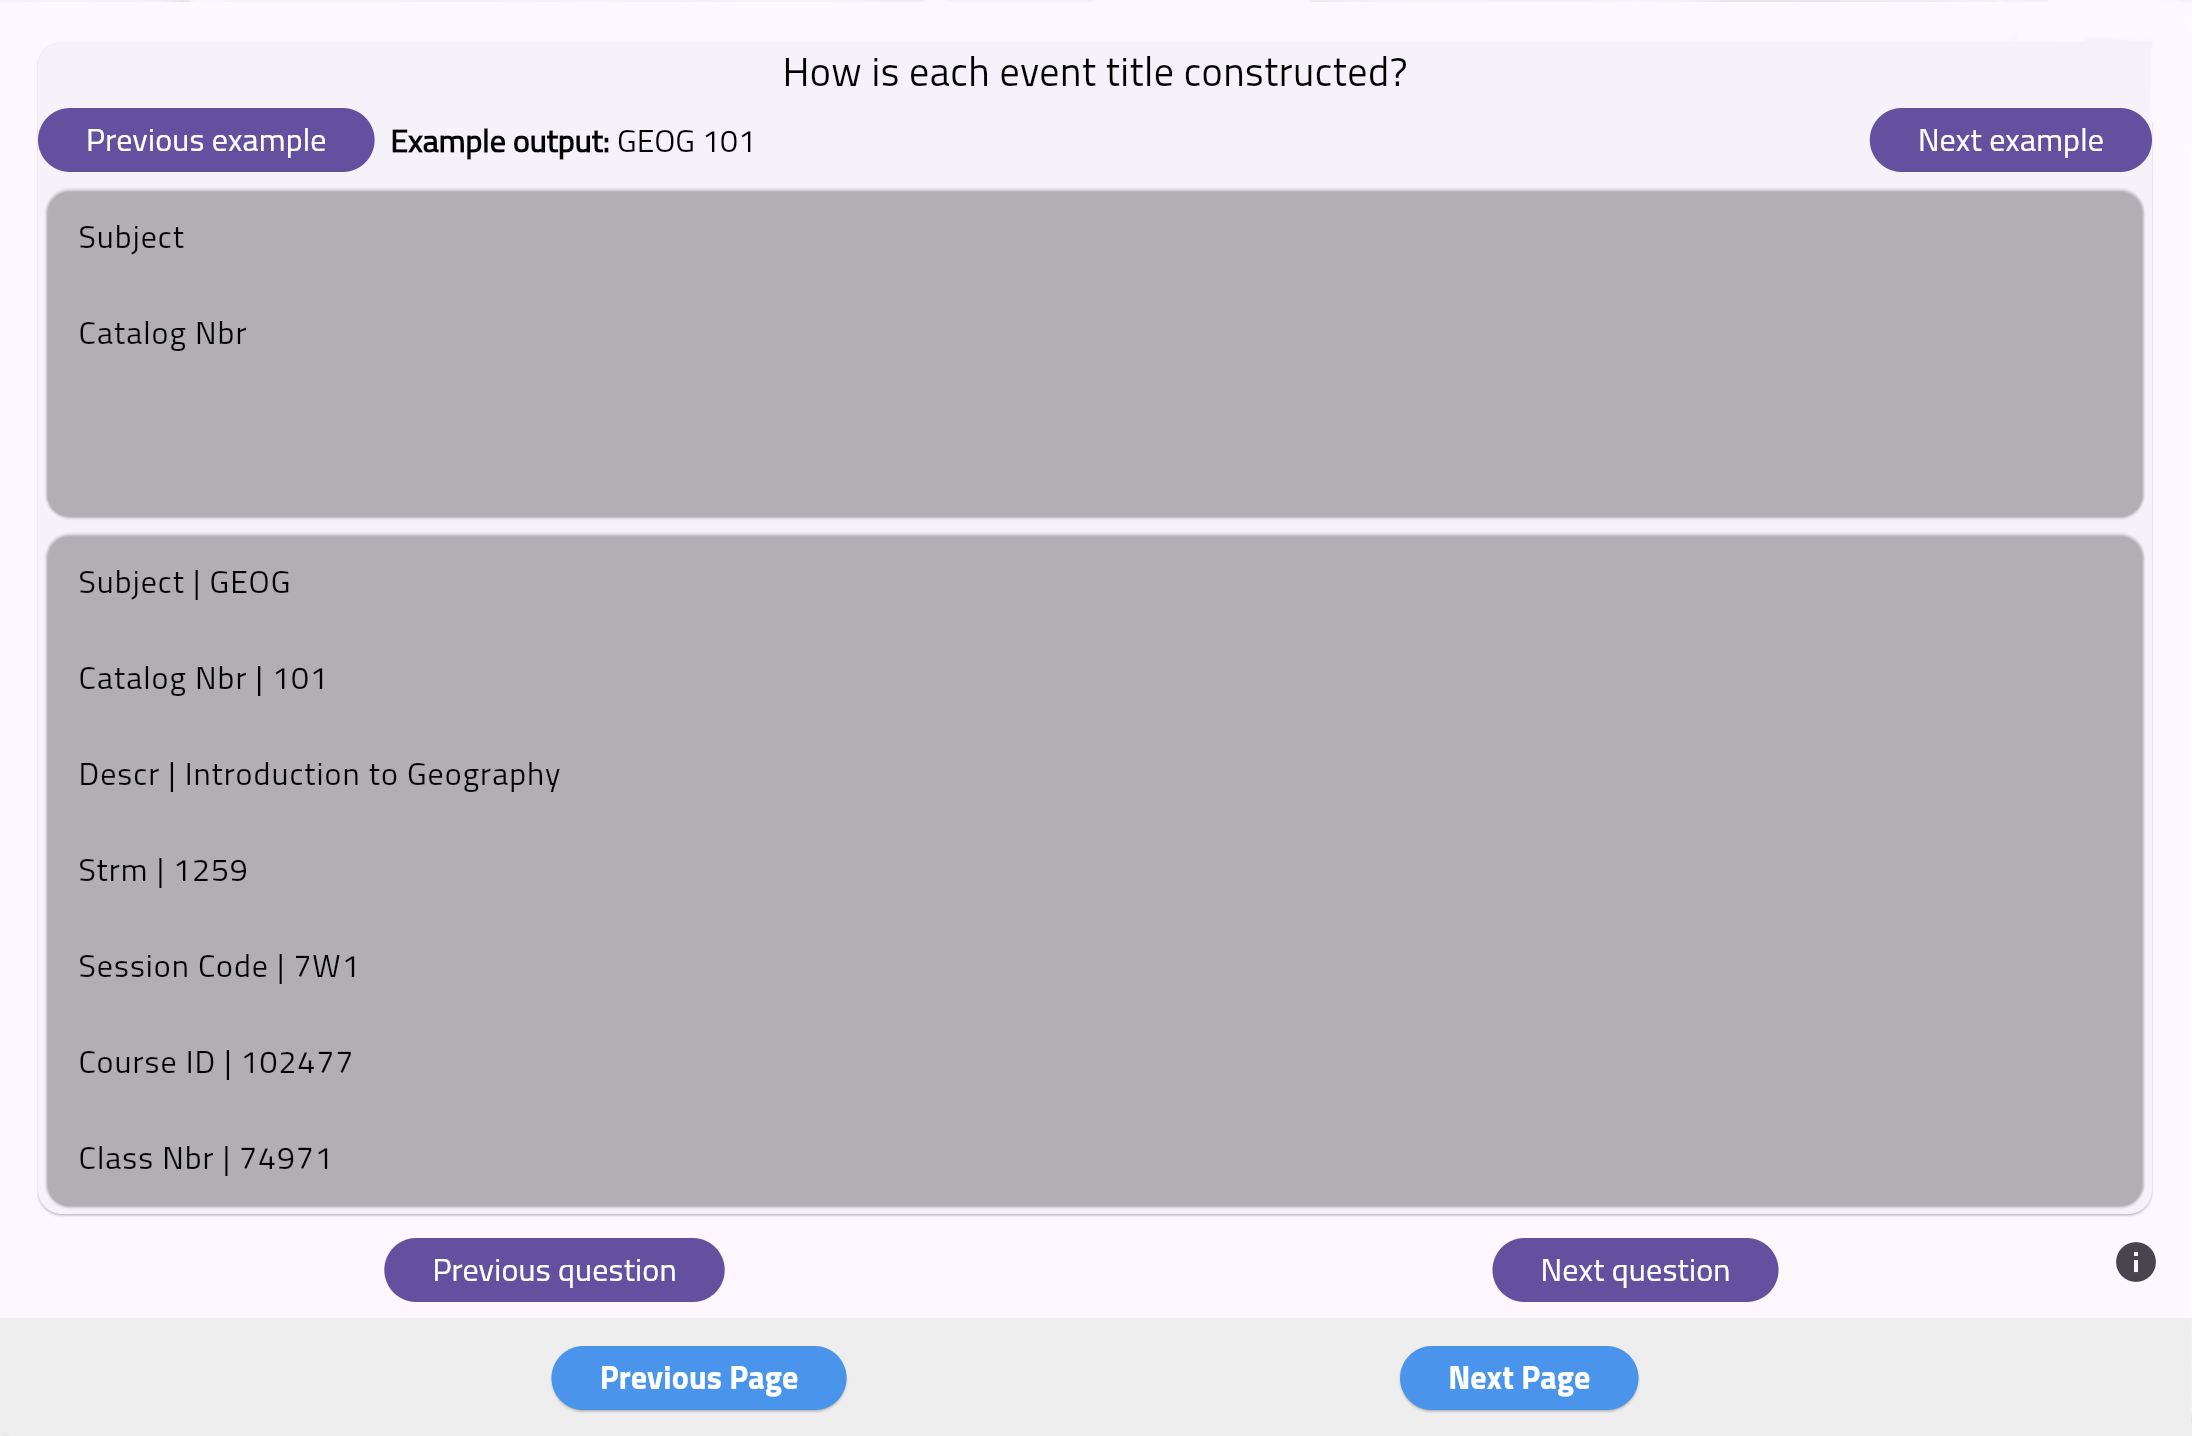 How is each event title constructed?
Previous example
Example output: GEOG 101
Next example
Subject
Catalog Nbr
Subject | GEOG
Catalog Nbr | 101
Descr | Introduction to Geography
Strm | 1259
Session Code | 7W1
Course ID | 102477
Class Nbr | 74971
Previous question
Next question
i
Previous Page
Next Page